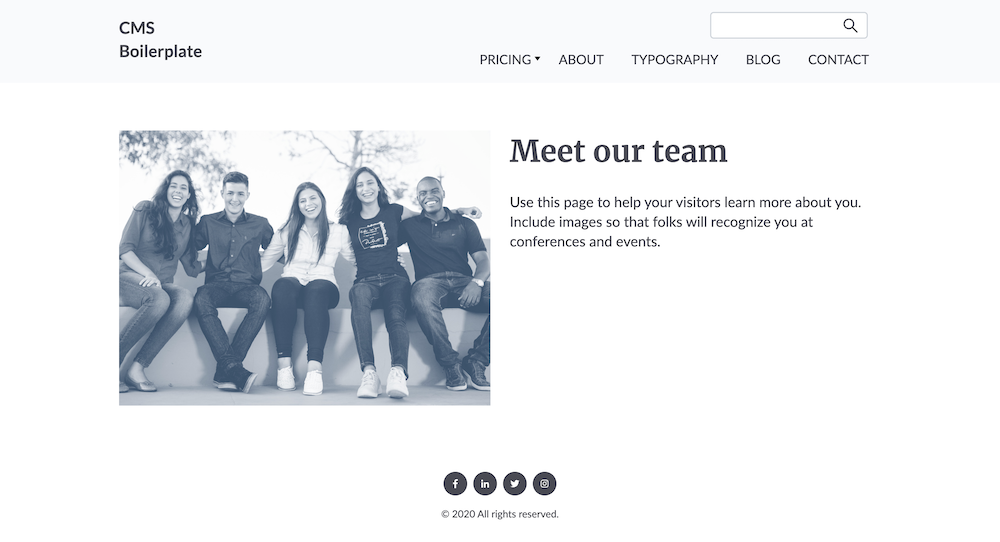 CMS
Boilerplate
PRICING ABOUT TYPOGRAPHY BLOG CONTACT
Meet our team
Use this page to help your visitors learn more about you.
Include images so that folks will recognize you at
conferences and events.
© 2020 All rights reserved.